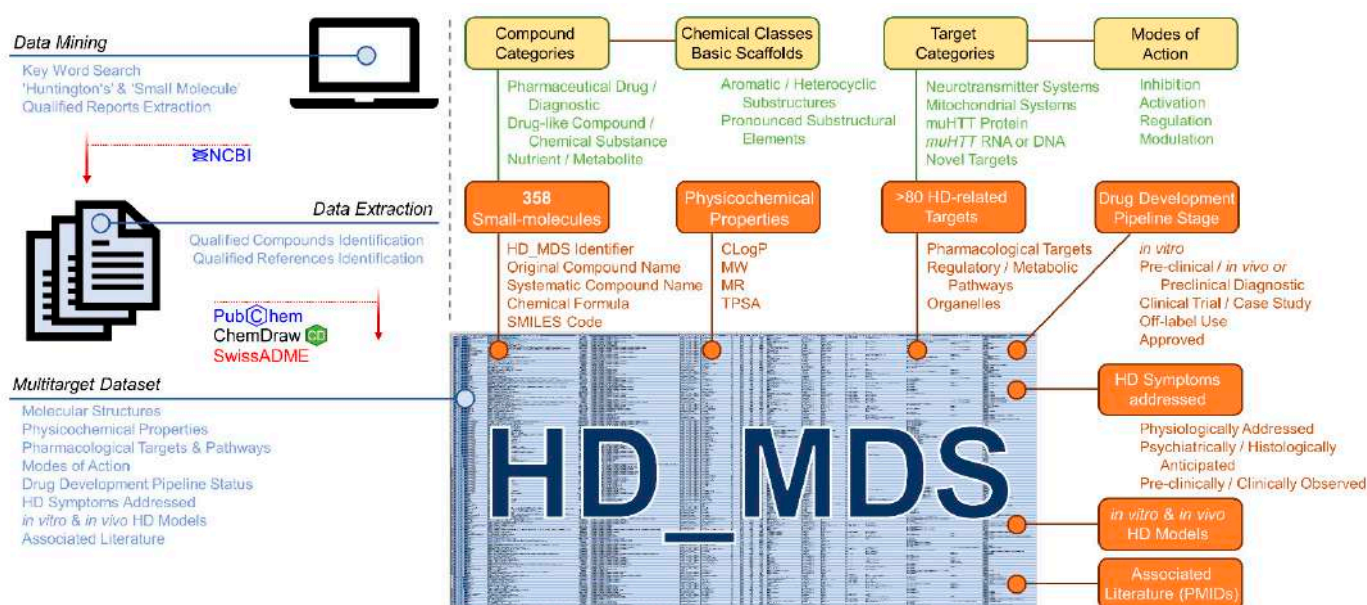 Data Mining
Key Word Search
'Huntington's' & 'Small Molecule'
Qualified Reports Extraction
NCBI
Data Extraction
Qualified Compounds Identification
Qualified References Identification
PubChem
ChemDraw CD
SwissADME
Multitarget Dataset
Molecular Structures
Physicochemical Properties
Pharmacological Targets & Pathways
Modes of Action
Drug Development Pipeline Status
HD Symptoms Addressed
in vitro & in vivo HD Models
Associated Literature
Compound
Categories
Pharmaceutical Drug /
Diagnostic
Drug-like Compound /
Chemical Substance
Nutrient / Metabolite
Chemical Classes
Basic Scaffolds
Aromatic / Heterocyclic
Substructures
Pronounced Substructural
Elements
Target
Categories
Neurotransmitter Systems
Mitochondrial Systems
muHTT Protein
muHTT RNA or DNA
Novel Targets
Modes of
Action
Inhibition
Activation
Regulation
Modulation
358
Small-molecules
HD_MDS Identifier
Original Compound Name
Systematic Compound Name
Chemical Formula
SMILES Code
Physicochemical
Properties
CLogP
MW
MR
TPSA
>80 HD-related
Targets
Pharmacological Targets
Regulatory / Metabolic
Pathways
Organelles
Drug Development
Pipeline Stage
in vitro
Pre-clinical / in vivo or
Preclinical Diagnostic
Clinical Trial / Case Study
Off-label Use
Approved
HD Symptoms
addressed
Physiologically Addressed
Psychiatrically / Histologically
Anticipated
Pre-clinically / Clinically Observed
in vitro & in vivo
HD Models
Associated
Literature (PMIDs)
HD_MDS